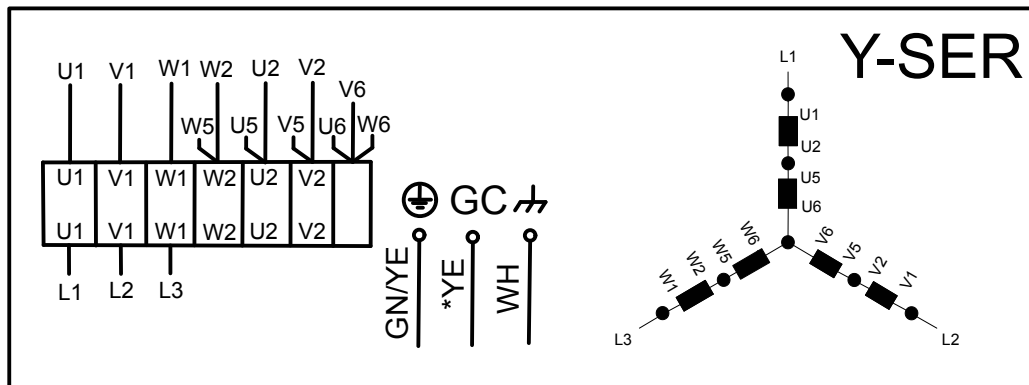 Y-SER
U1 V1 W1 W2 U2 V2
V6
W5 U5 V5 U6 W6
U1 V1 W1 W2 U2 V2
U1 V1 W1 W2 U2 V2
L1 L2 L3
GC
GN/YE *YE WH
L1
U1
U2
U5
U6
W1 W2 W5 W6 V6 V5 V2 V1
L3 L2